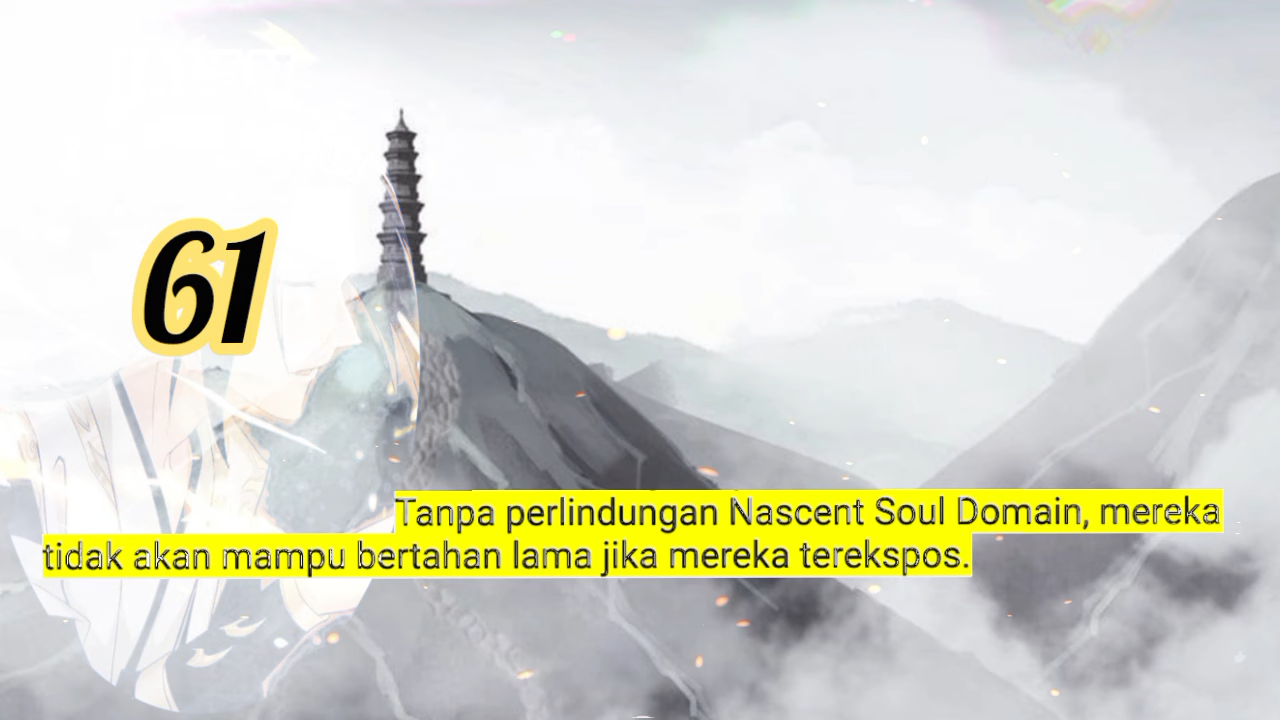 61
Tanpa perlindungan Nascent Soul Domain, mereka
tidak akan mampu bertahan lama jika mereka terekspos.